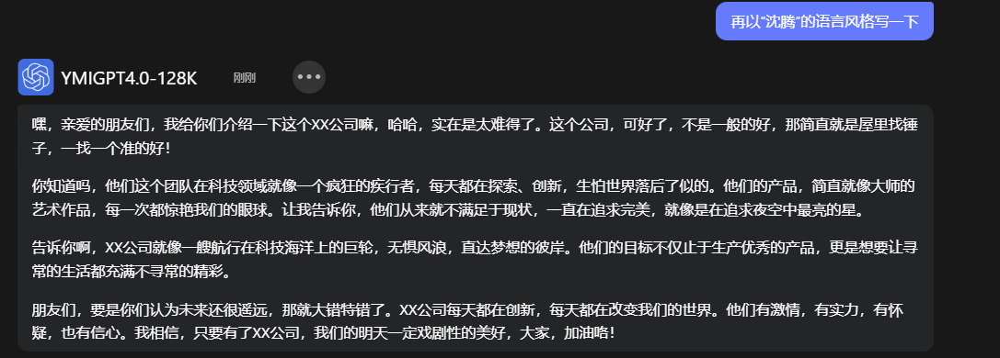 再以“沈腾”的语言风格写一下
YMIGPT4.0-128K 刚刚
嘿，亲爱的朋友们，我给你们介绍一下这个XX公司嘛，哈哈，实在是太难得了。这个公司，可好了，不是一般的好，那简直就是屋里找锤
子，一找一个准的好！
你知道吗，他们这个团队在科技领域就像一个疯狂的疾行者，每天都在探索、创新，生怕世界落后了似的。他们的产品，简直就像大师的
艺术作品，每一次都惊艳我们的眼球。让我告诉你，他们从来就不满足于现状，一直在追求完美，就像是在追求夜空中最亮的星。
告诉你啊，XX公司就像一艘航行在科技海洋上的巨轮，无惧风浪，直达梦想的彼岸。他们的目标不仅止于生产优秀的产品，更是想要让寻
常的生活都充满不寻常的精彩。
朋友们，要是你们认为未来还很遥远，那就大错特错了。XX公司每天都在创新，每天都在改变我们的世界。他们有激情，有实力，有怀
疑，也有信心。我相信，只要有了XX公司，我们的明天一定戏剧性的美好，大家，加油咯！